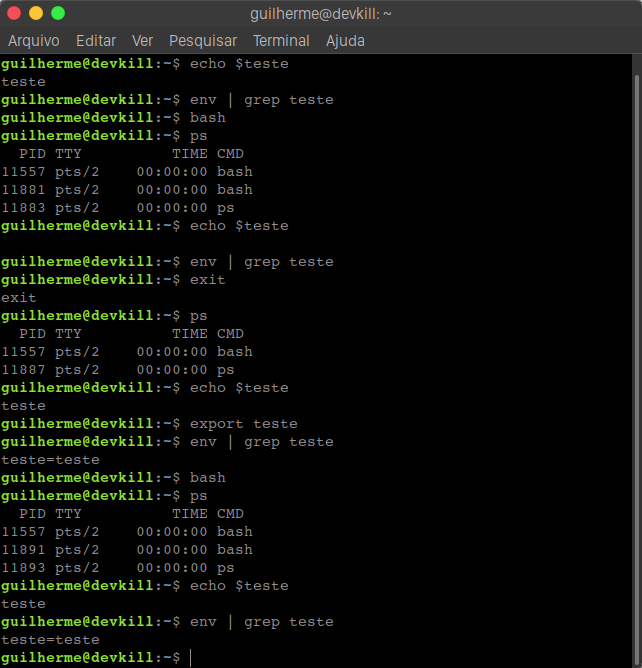 guilherme@devkill: ~
Arquivo Editar Ver Pesquisar Terminal Ajuda
guilherme@devkill:~$ echo $teste
teste
guilherme@devkill:~$ env | grep teste
guilherme@devkill:~$ bash
guilherme@devkill:~$ ps
  PID TTY          TIME CMD
11557 pts/2    00:00:00 bash
11881 pts/2    00:00:00 bash
11883 pts/2    00:00:00 ps
guilherme@devkill:~$ echo $teste

guilherme@devkill:~$ env | grep teste
guilherme@devkill:~$ exit
exit
guilherme@devkill:~$ ps
  PID TTY          TIME CMD
11557 pts/2    00:00:00 bash
11887 pts/2    00:00:00 ps
guilherme@devkill:~$ echo $teste
teste
guilherme@devkill:~$ export teste
guilherme@devkill:~$ env | grep teste
teste=teste
guilherme@devkill:~$ bash
guilherme@devkill:~$ ps
  PID TTY          TIME CMD
11557 pts/2    00:00:00 bash
11891 pts/2    00:00:00 bash
11893 pts/2    00:00:00 ps
guilherme@devkill:~$ echo $teste
teste
guilherme@devkill:~$ env | grep teste
teste=teste
guilherme@devkill:~$